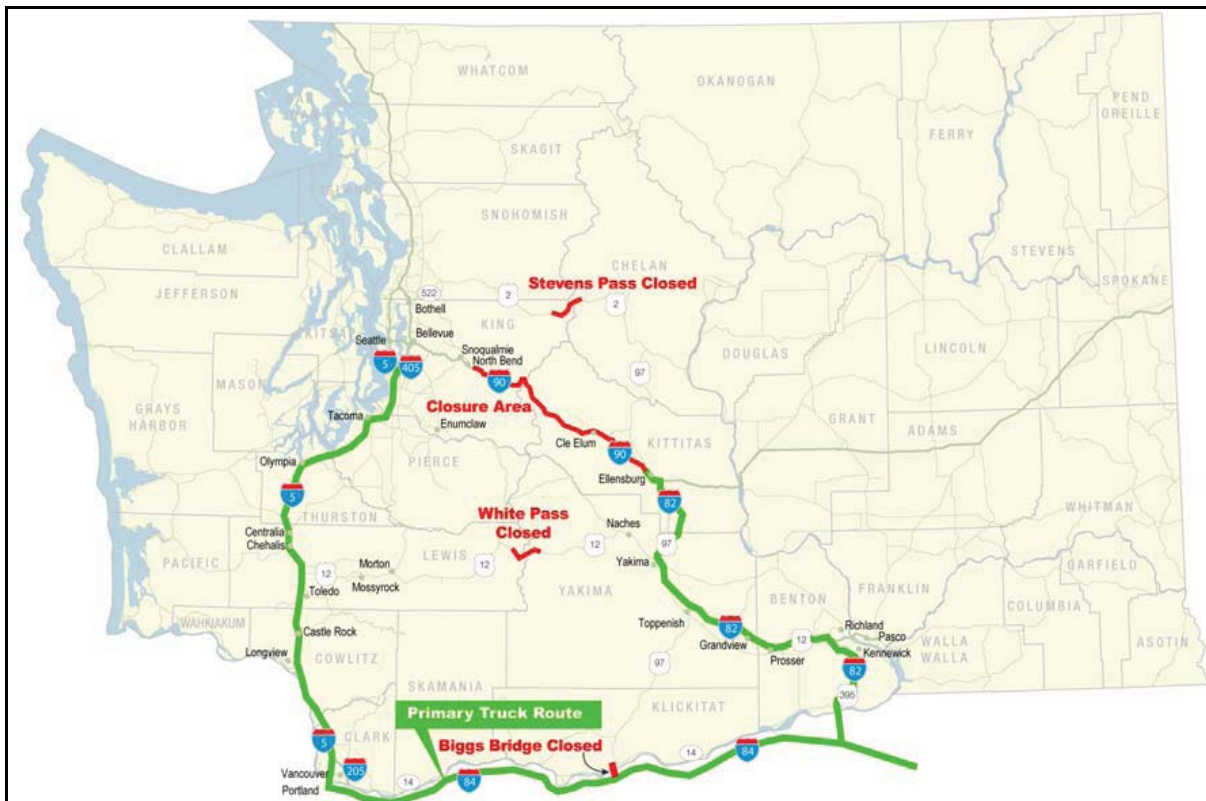 WHATCOM
OKANOGAN
PEND
OREILLE
FERRY
SKAGIT
STEVENS
SNOHOMISH
CLALLAM
CHELAN
JEFFERSON
Stevens Pass Closed
522
2
2
SPOKANE
Bothell
KING
Bellevue
Seattle
DOUGLAS
LINCOLN
Snoqualmie
North Bend
5
405
90
97
MASON
GRAYS
HARBOR
Closure Area
GRANT
ADAMS
Tacoma
Enumclaw
KITTITAS
Cle Elum
90
Olympia
PIERCE
Ellensburg
5
82
THURSTON
White Pass
Closed
WHITMAN
Centralia
Chehalis
Naches
12
97
PACIFIC
LEWIS
12
Yakima
Morton
12
Mossyrock
Toledo
YAKIMA
BENTON
FRANKLIN
GARFIELD
COLUMBIA
WAHKIAKUM
Toppenish
82
Richland
Pasco
Castle Rock
Grandview
12
Kennewick
WALLA
WALLA
ASOTIN
Longview
COWLITZ
97
Prosser
82
395
SKAMANIA
KLICKITAT
Primary Truck Route
Biggs Bridge Closed
14
84
5
CLARK
Vancouver
205
14
84
Portland